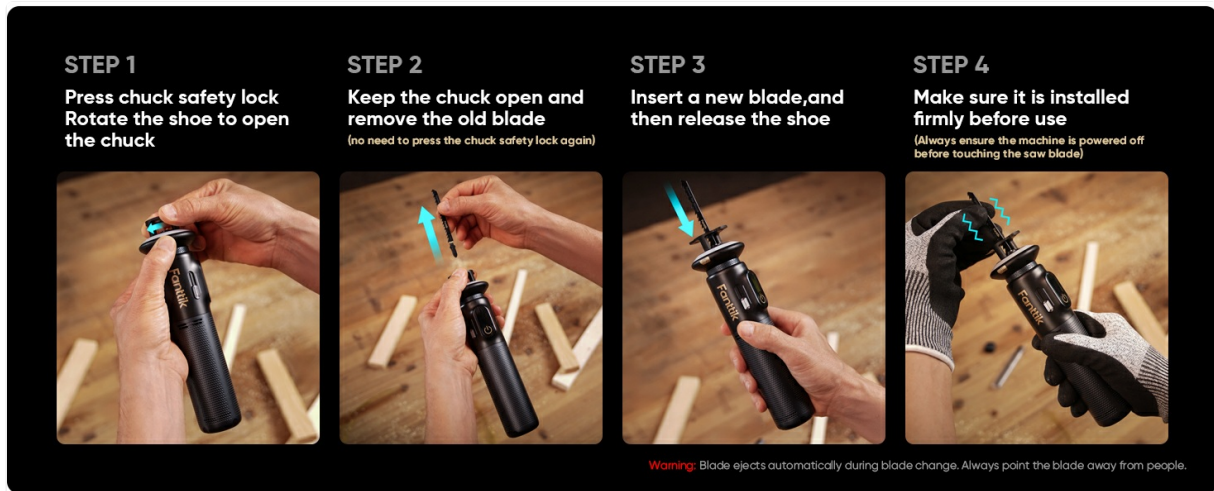 STEP 1
Press chuck safety lock
Rotate the shoe to open
the chuck
STEP 2
Keep the chuck open and
remove the old blade
(no need to press the chuck safety lock again)
STEP 3
Insert a new blade,and
then release the shoe
STEP 4
Make sure it is installed
firmly before use
(Always ensure the machine is powered off
before touching the saw blade)
Fanttik
Fanttik
Fanttik
Warning: Blade ejects automatically during blade change. Always point the blade away from people.